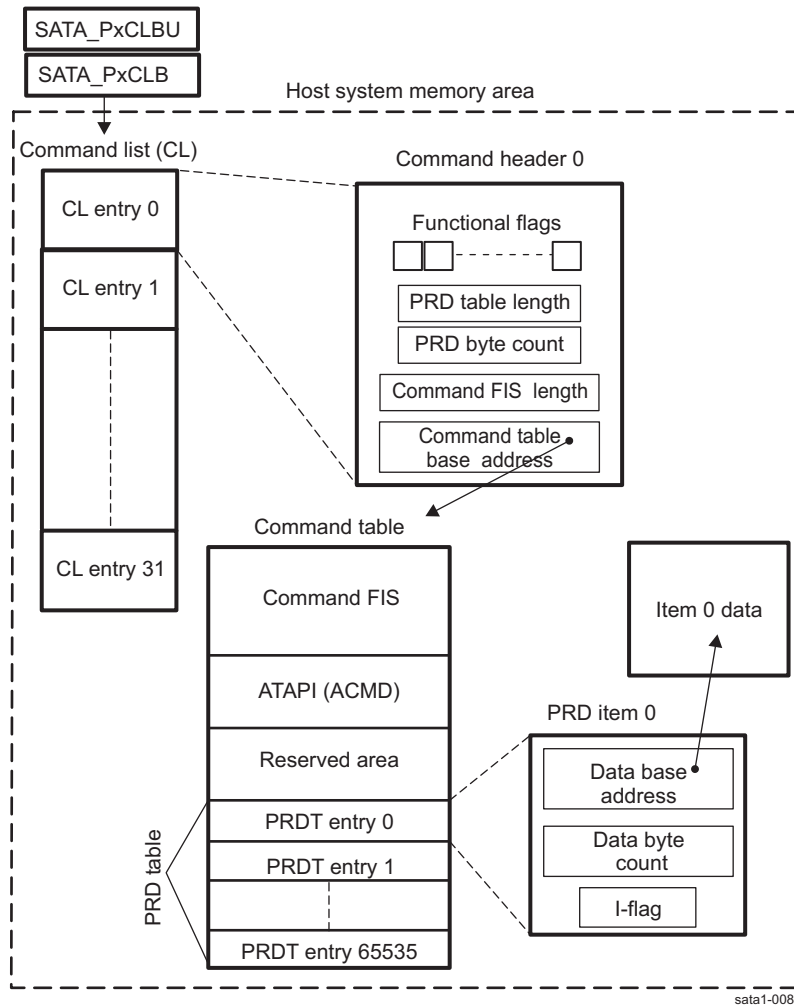 SATA_PxCLBU
SATA_PxCLB
Host system memory area
Command list (CL)
CL entry 0
CL entry 1
CL entry 31
Command header 0
Functional flags
PRD table length
PRD byte count
Command FIS length
Command table
base address
Command table
Command FIS
ATAPI (ACMD)
Reserved area
PRD table
PRDT entry 0
PRDT entry 1
PRDT entry 65535
Item 0 data
PRD item 0
Data base
address
Data byte
count
I-flag
sata1-008